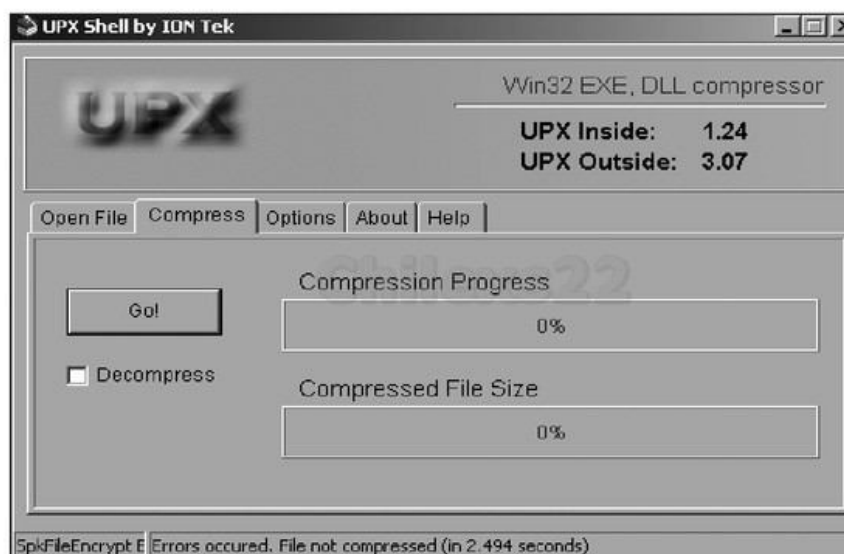 UPX Shell by ION Tek
UPX
Win32 EXE, DLL compressor
UPX Inside: 1.24
UPX Outside: 3.07
Open File Compress Options About Help
Compression Progress
Go!
0%
Decompress
Compressed File Size
0%
SpkFileEncrypt E Errors occured. File not compressed (in 2.494 seconds)